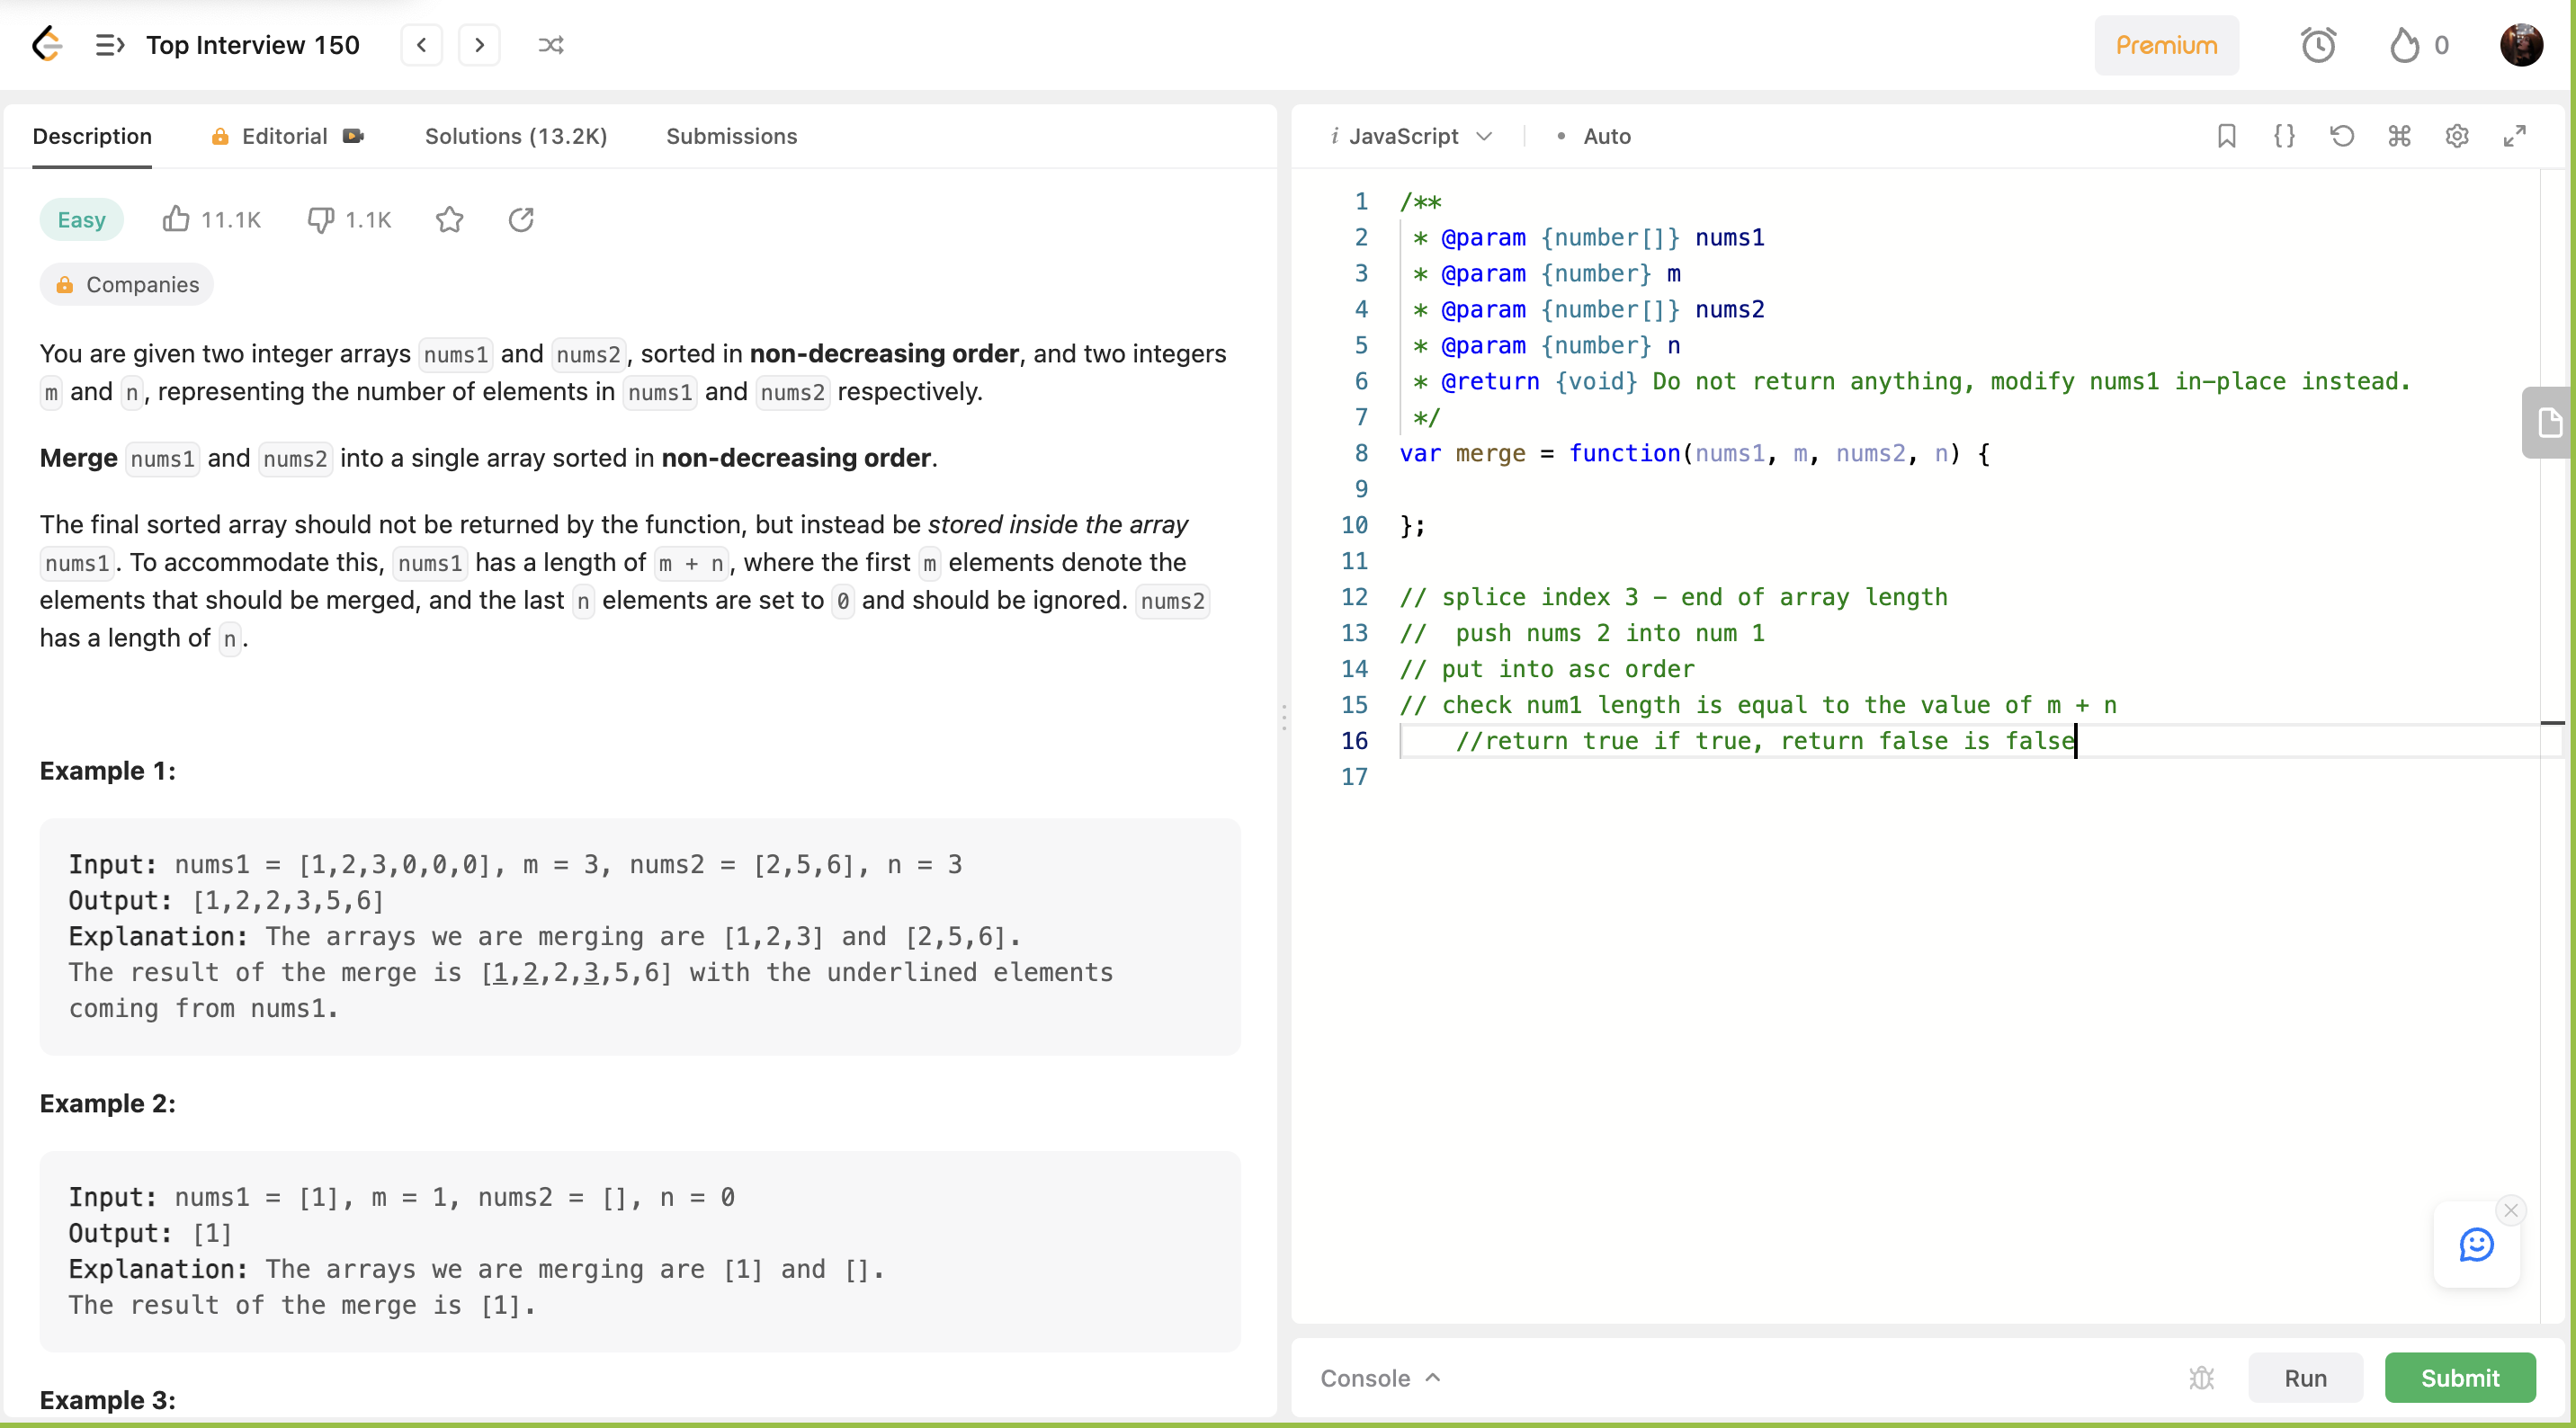 Top Interview 150
Premium
0
Description
Editorial
Solutions (13.2K)
Submissions
Easy
11.1K
1.1K
Companies
You are given two integer arrays nums1 and nums2, sorted in non-decreasing order, and two integers
m and n, representing the number of elements in nums1 and nums2 respectively.
Merge nums1 and nums2 into a single array sorted in non-decreasing order.
The final sorted array should not be returned by the function, but instead be stored inside the array
nums1. To accommodate this, nums1 has a length of m + n, where the first m elements denote the
elements that should be merged, and the last n elements are set to 0 and should be ignored. nums2
has a length of n.
Example 1:
Input: nums1 = [1,2,3,0,0,0], m = 3, nums2 = [2,5,6], n = 3
Output: [1,2,2,3,5,6]
Explanation: The arrays we are merging are [1,2,3] and [2,5,6].
The result of the merge is [1,2,2,3,5,6] with the underlined elements
coming from nums1.
Example 2:
Input: nums1 = [1], m = 1, nums2 = [], n = 0
Output: [1]
Explanation: The arrays we are merging are [1] and [].
The result of the merge is [1].
Example 3:
i JavaScript
• Auto
1 /**
2 * @param {number[]} nums1
3 * @param {number} m
4 * @param {number[]} nums2
5 * @param {number} n
6 * @return {void} Do not return anything, modify nums1 in-place instead.
7 */
8 var merge = function(nums1, m, nums2, n) {
9
10 };
11
12 // splice index 3 - end of array length
13 //  push nums 2 into num 1
14 // put into asc order
15 // check num1 length is equal to the value of m + n
16     //return true if true, return false is false
17
Console
Run
Submit